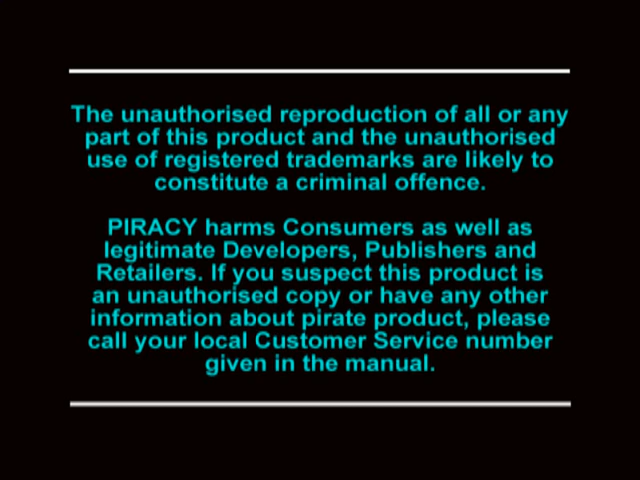 The unauthorised reproduction of all or any
part of this product and the unauthorised
use of registered trademarks are likely to
constitute a criminal offence.
PIRACY harms Consumers as well as
legitimate Developers, Publishers and
Retailers. If you suspect this product is
an unauthorised copy or have any other
information about pirate product, please
call your local Customer Service number
given in the manual.